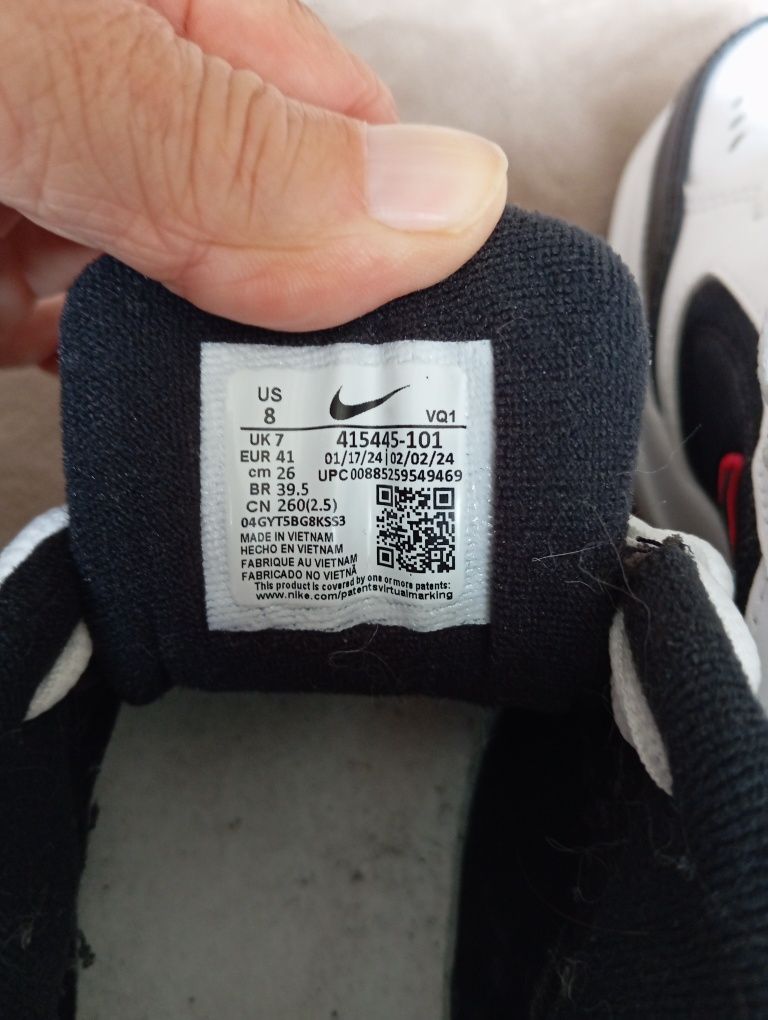 US
8
VQ1
UK 7 415445-101
EUR 41 01/17/24 02/02/24
cm 26 UPC 00885259549469
BR 39.5
CN 260(2.5)
04GYT5BG8KSS3
MADE IN VIETNAM
HECHO EN VIETNAM
FABRIQUE AU VIETNAM
FABRICADO NO VIETNÃ
This product is covered by one or more patents:
www.nike.com/patentsvirtualmarking